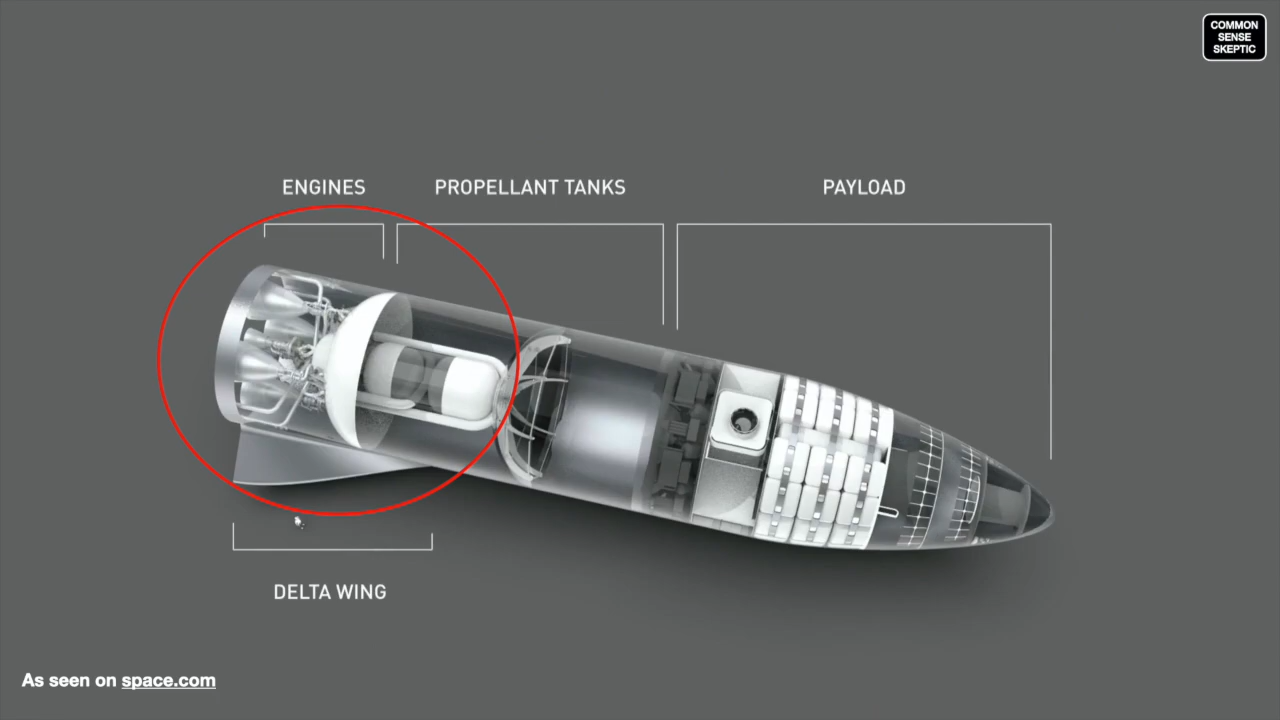 COMMON
SENSE
SKEPTIC
ENGINES
PROPELLANT TANKS
PAYLOAD
DELTA WING
As seen on space.com